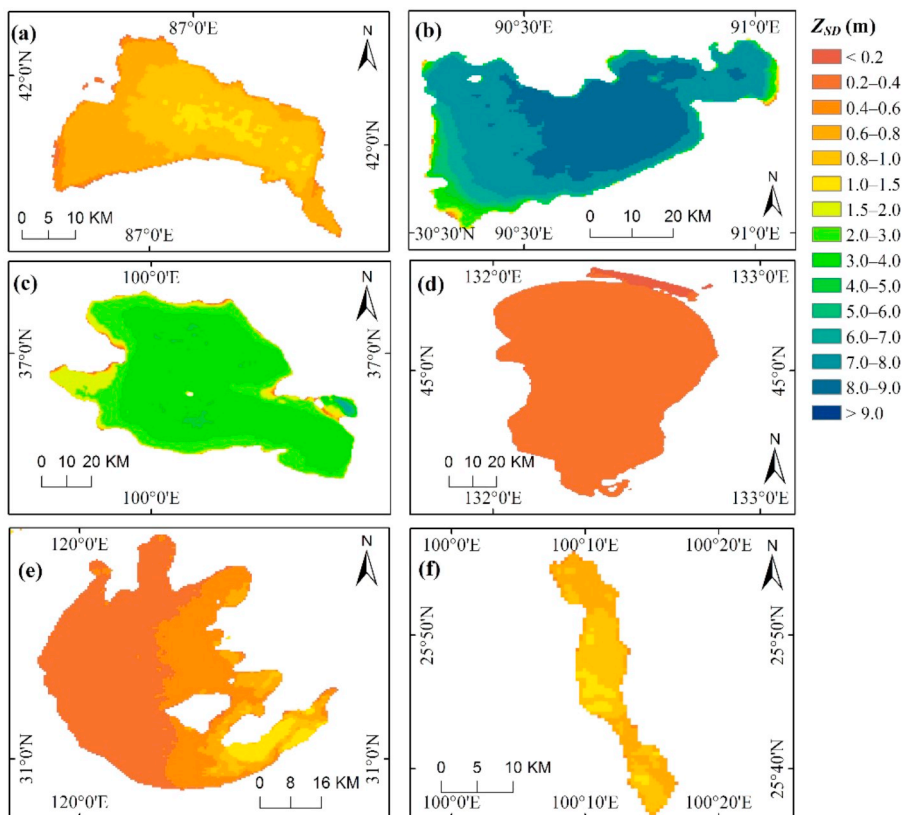 (a)
87°0'E
42°0'N
42°0'N
0 5 10 KM
87°0'E
N
(b)
90°30'E
91°0'E
30°30'N
90°30'E
91°0'E
0 10 20 KM
N
Z_SD (m)
< 0.2
0.2–0.4
0.4–0.6
0.6–0.8
0.8–1.0
1.0–1.5
1.5–2.0
2.0–3.0
3.0–4.0
4.0–5.0
5.0–6.0
6.0–7.0
7.0–8.0
8.0–9.0
> 9.0
(c)
100°0'E
37°0'N
37°0'N
0 10 20 KM
100°0'E
N
(d)
132°0'E
133°0'E
45°0'N
45°0'N
0 10 20 KM
132°0'E
133°0'E
N
(e)
120°0'E
31°0'N
31°0'N
0 8 16 KM
120°0'E
N
(f)
100°0'E
100°10'E
100°20'E
25°50'N
25°50'N
25°40'N
25°40'N
0 5 10 KM
100°0'E
100°10'E
100°20'E
N